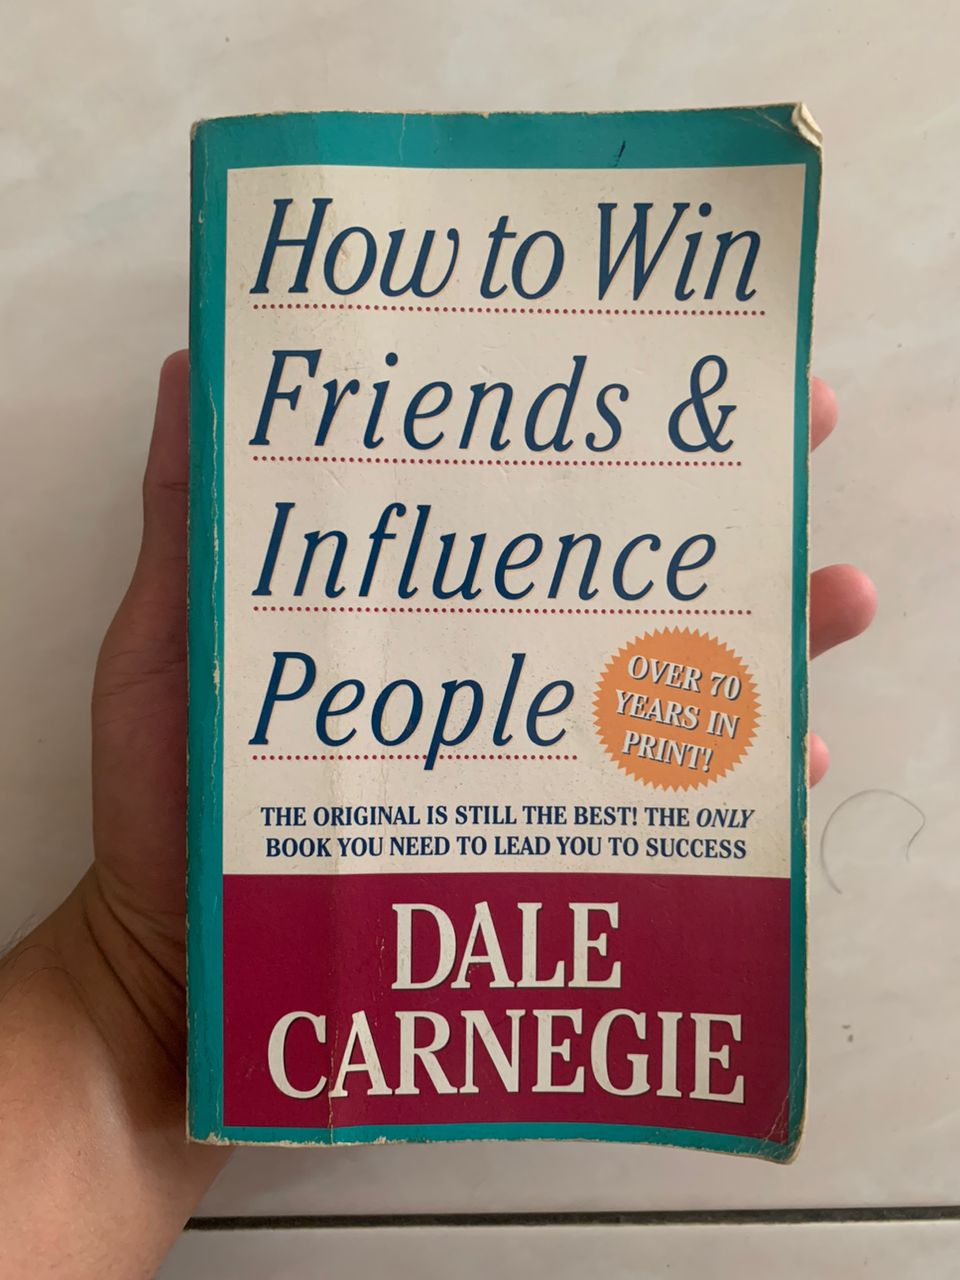 How to Win
Friends &
Influence
People
OVER 70
YEARS IN
PRINT!
THE ORIGINAL IS STILL THE BEST! THE ONLY
BOOK YOU NEED TO LEAD YOU TO SUCCESS
DALE
CARNEGIE